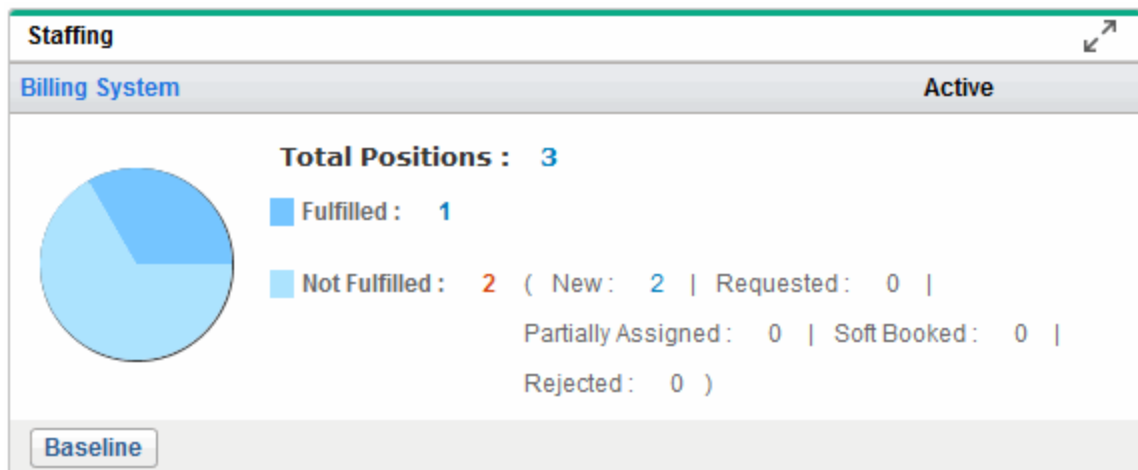 Staffing
Billing System Active
Total Positions : 3
Fulfilled : 1
Not Fulfilled : 2 ( New : 2 | Requested : 0 |
Partially Assigned : 0 | Soft Booked : 0 |
Rejected : 0 )
Baseline